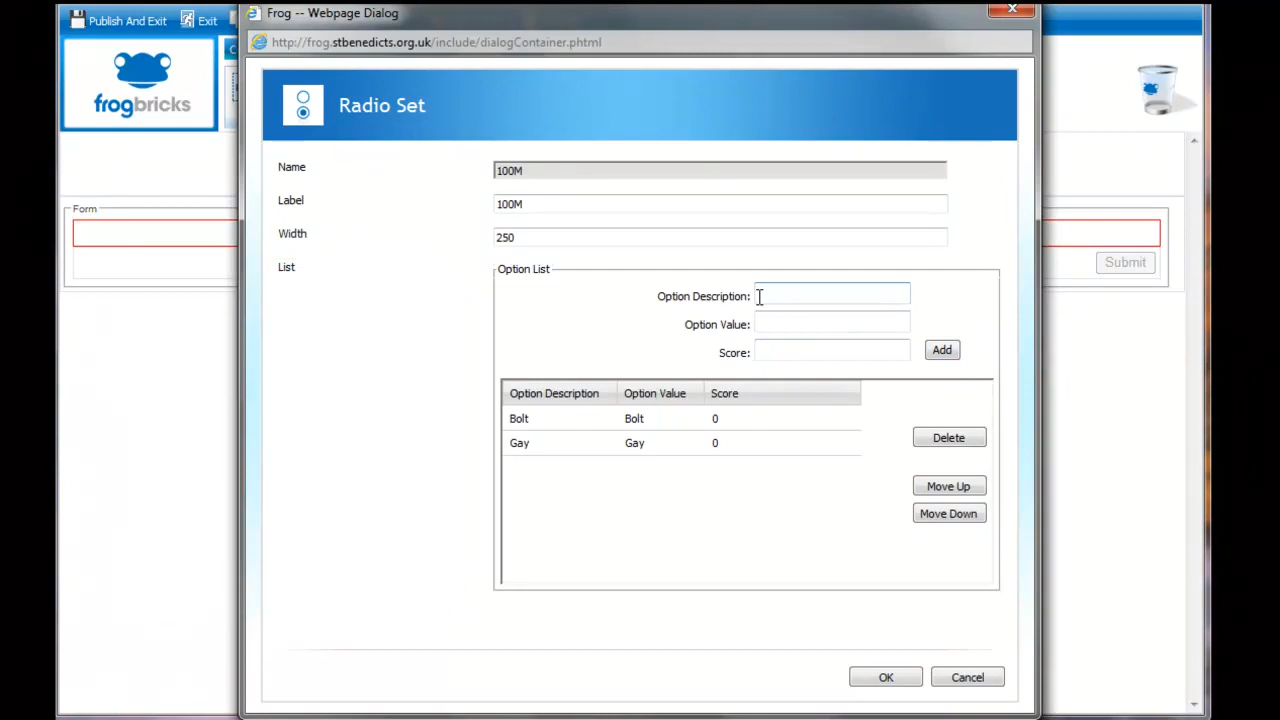 Frog -- Webpage Dialog
Publish And Exit
Exit
http://frog.stbenedicts.org.uk/include/dialogContainer.phtml
frogbricks
Radio Set
Name
100M
Label
100M
Width
250
List
Option List
Option Description:
Option Value:
Score:
Add
Option Description Option Value Score
Bolt Bolt 0
Gay Gay 0
Delete
Move Up
Move Down
OK
Cancel
Form
Submit